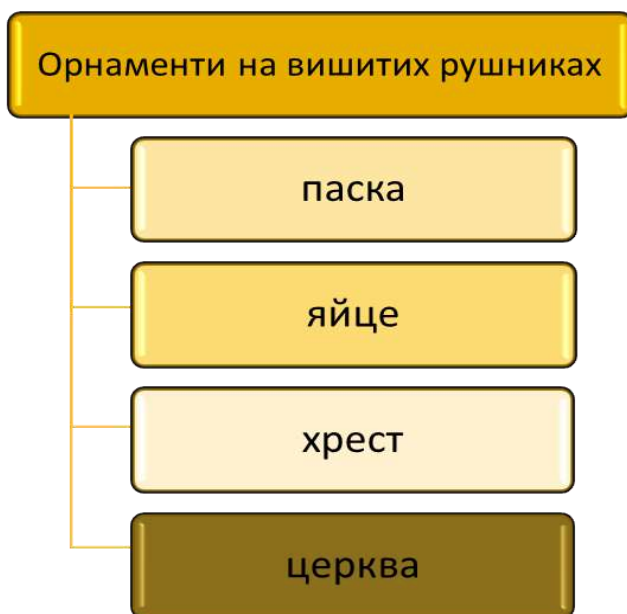 Орнаменти на вишитих рушниках
паска
яйце
хрест
церква